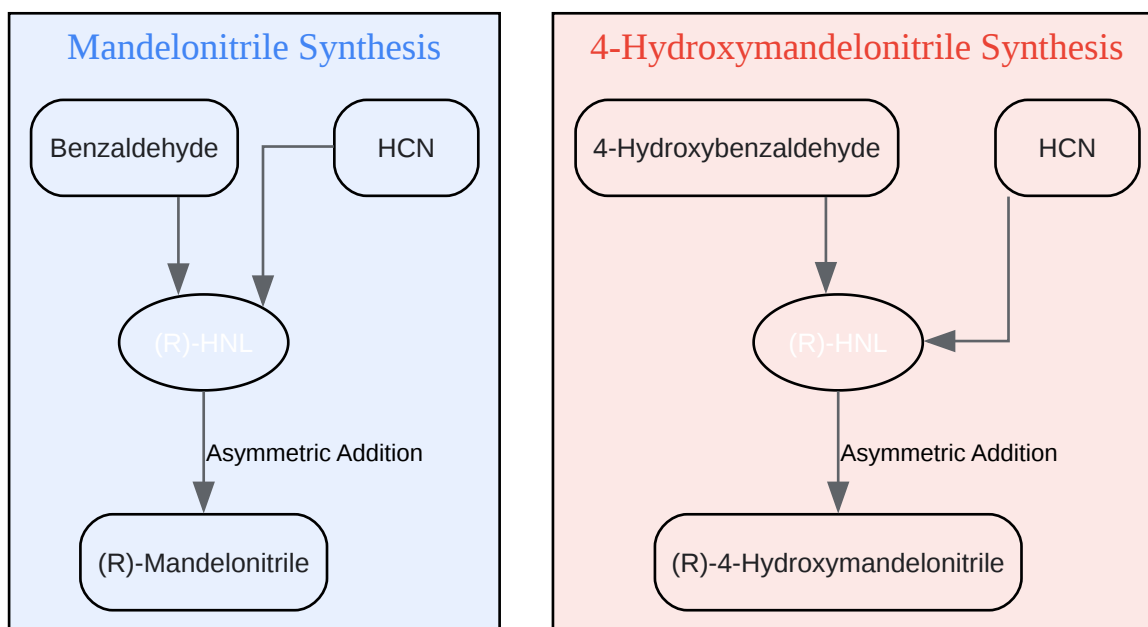 Mandelonitrile Synthesis
Benzaldehyde
HCN
(R)-HNL
Asymmetric Addition
(R)-Mandelonitrile
4-Hydroxymandelonitrile Synthesis
4-Hydroxybenzaldehyde
HCN
(R)-HNL
Asymmetric Addition
(R)-4-Hydroxymandelonitrile